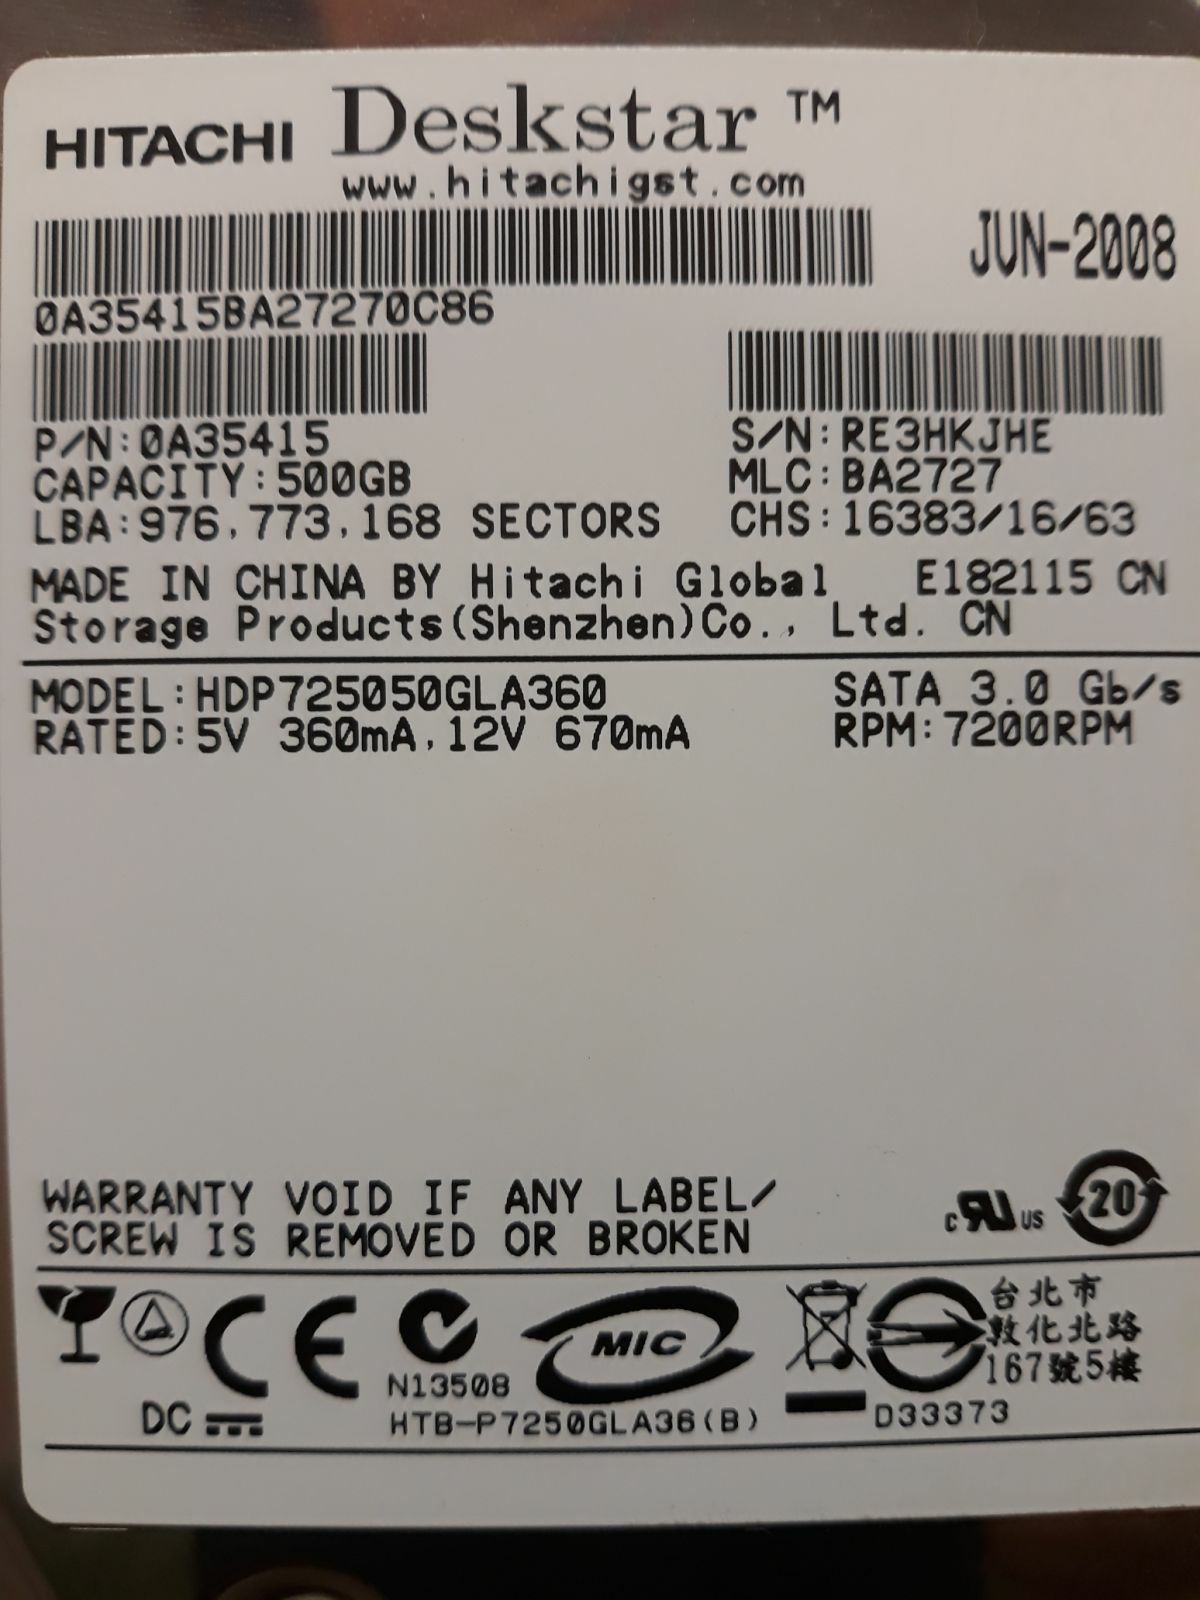 HITACHI Deskstar ™
www.hitachigst.com
JUN-2008
0A35415BA27270C86
P/N:0A35415 S/N:RE3HKJHE
CAPACITY:500GB MLC:BA2727
LBA:976,773,168 SECTORS CHS:16383/16/63
MADE IN CHINA BY Hitachi Global E182115 CN
Storage Products(Shenzhen)Co., Ltd. CN
MODEL:HDP725050GLA360 SATA 3.0 Gb/s
RATED:5V 360mA,12V 670mA RPM:7200RPM
WARRANTY VOID IF ANY LABEL/
SCREW IS REMOVED OR BROKEN
c RU us 20
CE MIC
台北市
敦化北路
167號5樓
N13508
DC HTB-P7250GLA36(B) D33373